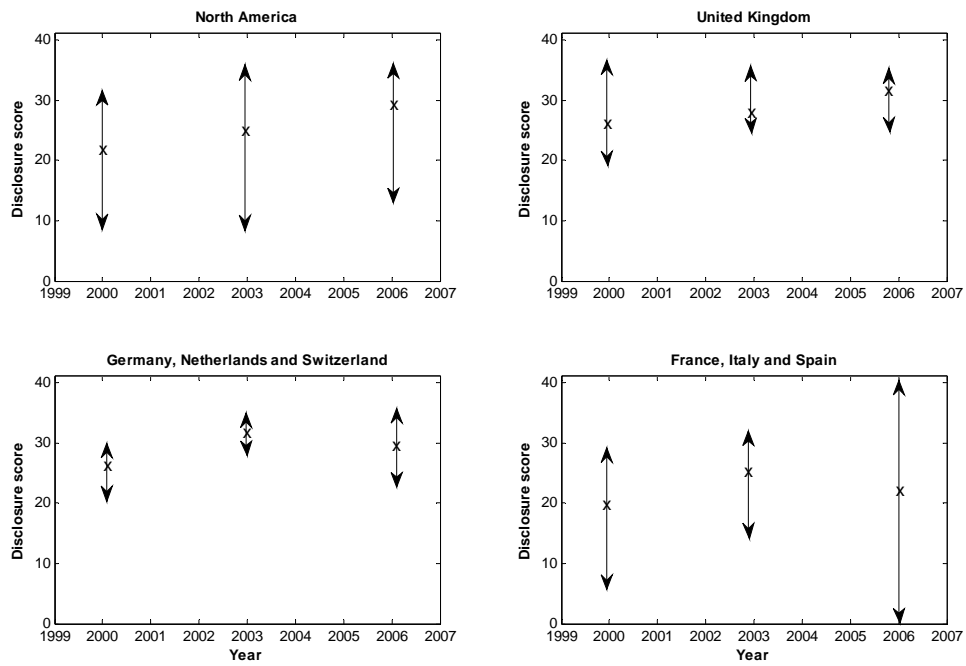 North America
40
30
20
10
0
Disclosure score
x x x
1999 2000 2001 2002 2003 2004 2005 2006 2007
United Kingdom
40
30
20
10
0
Disclosure score
x x x
1999 2000 2001 2002 2003 2004 2005 2006 2007
Germany, Netherlands and Switzerland
40
30
20
10
0
Disclosure score
x x x
1999 2000 2001 2002 2003 2004 2005 2006 2007
Year
France, Italy and Spain
40
30
20
10
0
Disclosure score
x x x
1999 2000 2001 2002 2003 2004 2005 2006 2007
Year